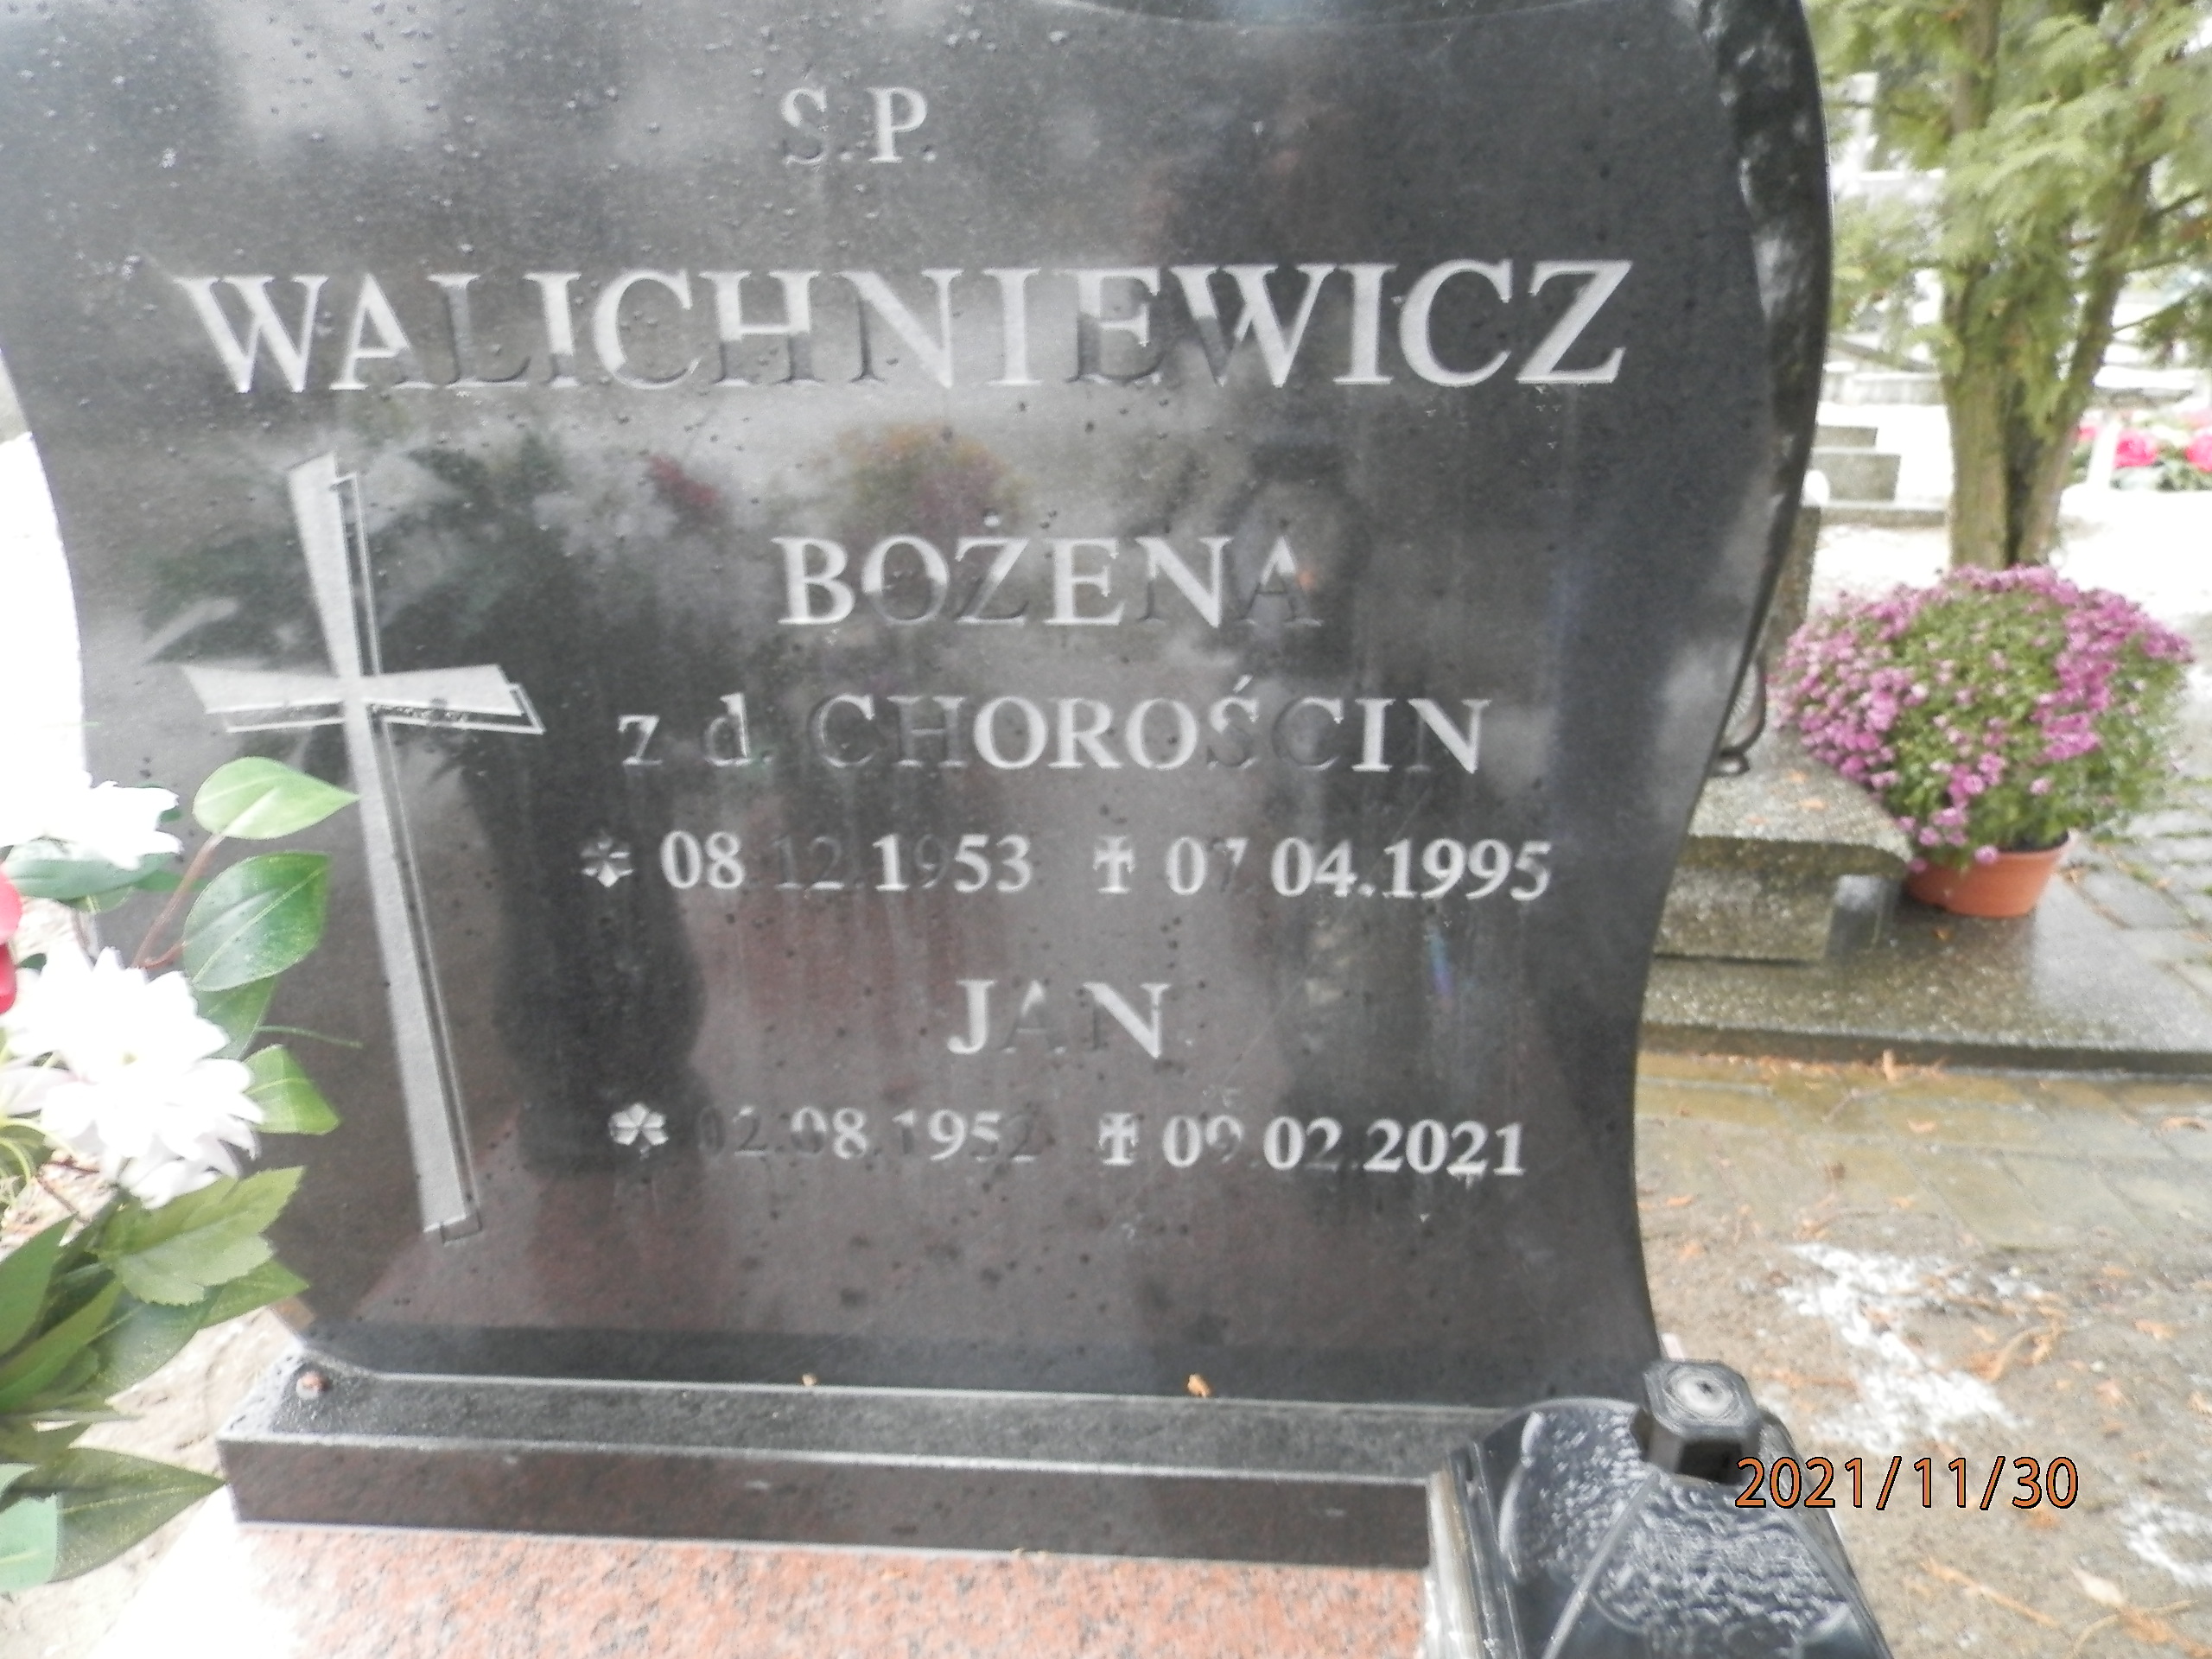 S.P.
WALICHNIEWICZ
BOŻENA
z d. CHOROŚCIN
08.12.1953 07.04.1995
JAN
02.08.1952 09.02.2021
2021/11/30